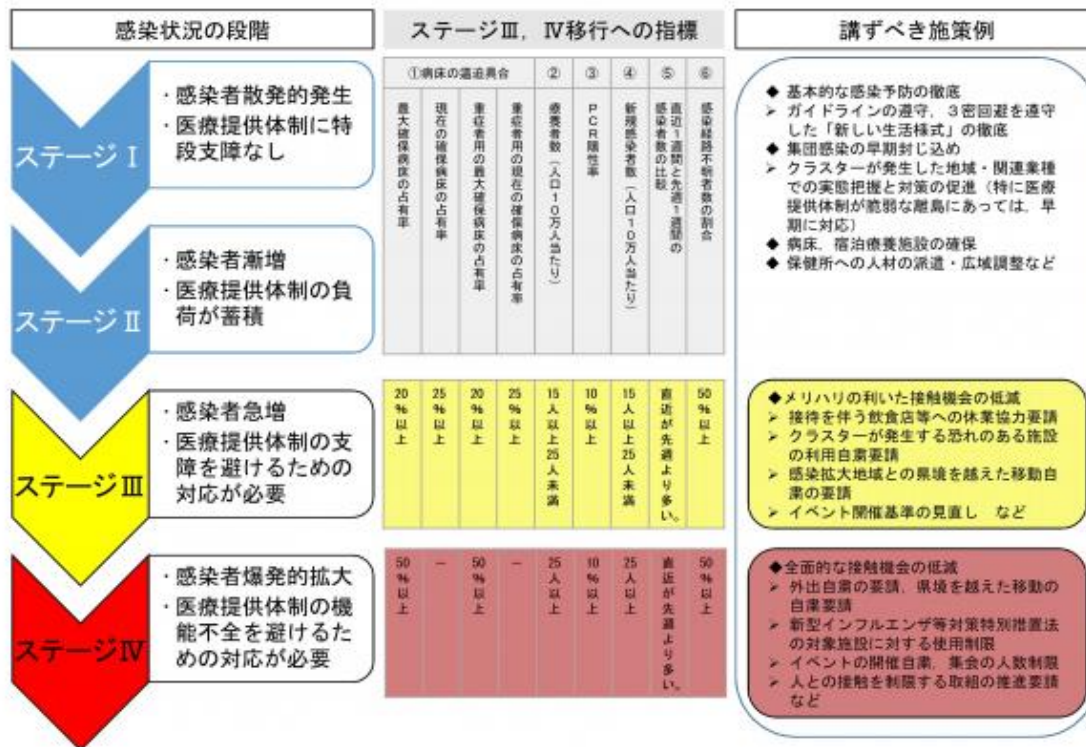 感染状況の段階
ステージⅢ，Ⅳ移行への指標
講ずべき施策例
ステージⅠ
・感染者散発的発生
・医療提供体制に特
段支障なし
ステージⅡ
・感染者漸増
・医療提供体制の負
荷が蓄積
ステージⅢ
・感染者急増
・医療提供体制の支
障を避けるための
対応が必要
ステージⅣ
・感染者爆発的拡大
・医療提供体制の機
能不全を避けるた
めの対応が必要
①病床の逼迫具合
②
③
④
⑤
⑥
最大確保病床の占有率
現在の確保病床の占有率
重症者用の最大確保病床の占有率
重症者用の現在の確保病床の占有率
療養者数（人口10万人当たり）
PCR陽性率
新規感染者数（人口10万人当たり）
直近1週間と先週1週間の
感染者数の比較
感染経路不明者数の割合
20%以上
25%以上
20%以上
25%以上
15人以上25人未満
10%以上
15人以上25人未満
直近が先週より多い。
50%以上
50%以上
－
50%以上
－
25人以上
10%以上
25人以上
直近が先週より多い。
50%以上
◆ 基本的な感染予防の徹底
➢ ガイドラインの遵守，３密回避を遵守
した「新しい生活様式」の徹底
◆ 集団感染の早期封じ込め
➢ クラスターが発生した地域・関連業種
での実態把握と対策の促進（特に医療
提供体制が脆弱な離島にあっては，早
期に対応）
◆ 病床，宿泊療養施設の確保
◆ 保健所への人材の派遣・広域調整など
◆メリハリの利いた接触機会の低減
➢ 接待を伴う飲食店等への休業協力要請
➢ クラスターが発生する恐れのある施設
の利用自粛要請
➢ 感染拡大地域との県境を越えた移動自
粛の要請
➢ イベント開催基準の見直し　など
◆全面的な接触機会の低減
➢ 外出自粛の要請，県境を越えた移動の
自粛要請
➢ 新型インフルエンザ等対策特別措置法
の対象施設に対する使用制限
➢ イベントの開催自粛，集会の人数制限
➢ 人との接触を制限する取組の推進要請
など